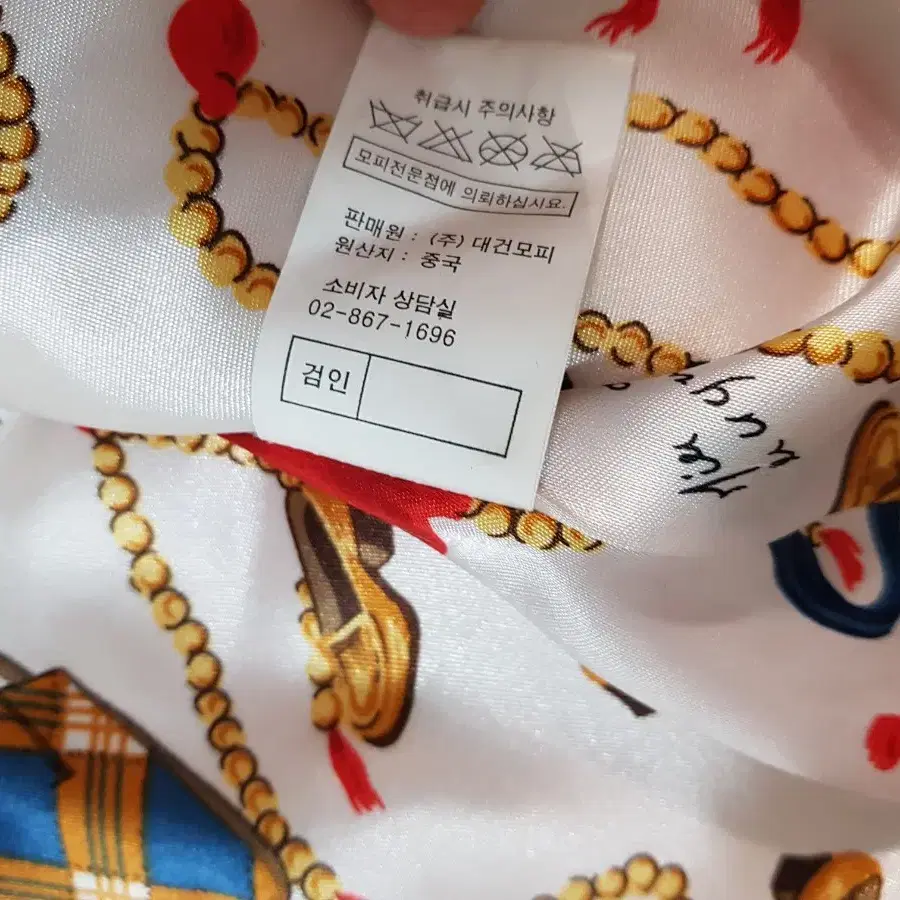 취급시 주의사항
모피전문점에 의뢰하십시요.
판매원 : (주) 대건모피
원산지 : 중국
소비자 상담실
02-867-1696
검인